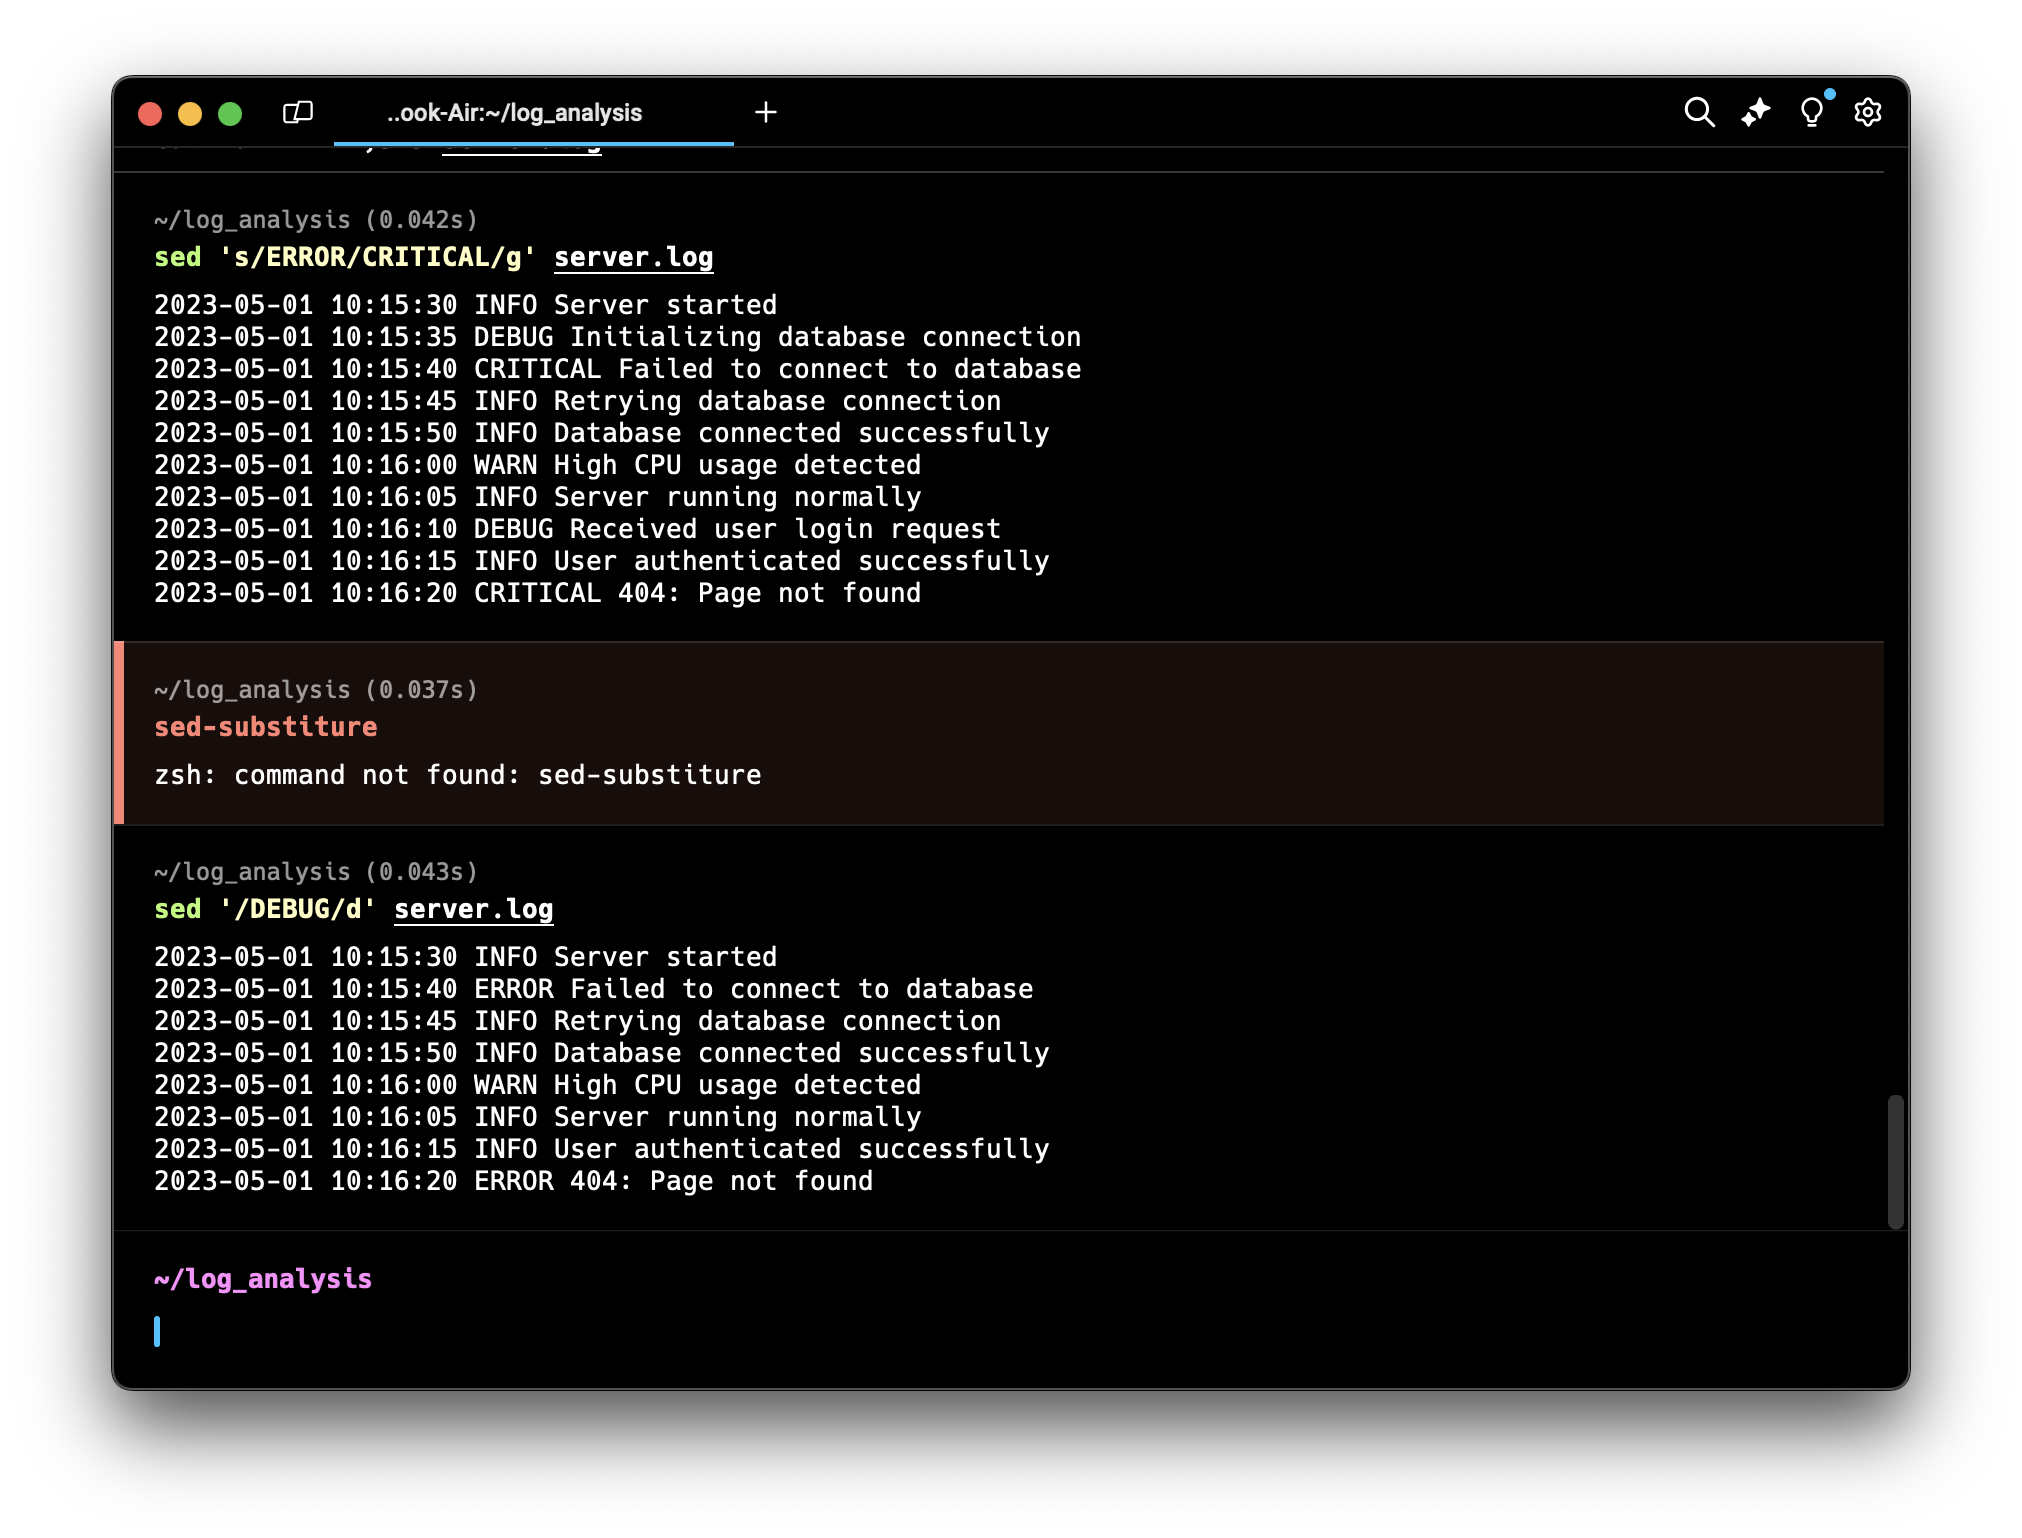 ..ook-Air:~/log_analysis
~/log_analysis (0.042s)
sed 's/ERROR/CRITICAL/g' server.log
2023-05-01 10:15:30 INFO Server started
2023-05-01 10:15:35 DEBUG Initializing database connection
2023-05-01 10:15:40 CRITICAL Failed to connect to database
2023-05-01 10:15:45 INFO Retrying database connection
2023-05-01 10:15:50 INFO Database connected successfully
2023-05-01 10:16:00 WARN High CPU usage detected
2023-05-01 10:16:05 INFO Server running normally
2023-05-01 10:16:10 DEBUG Received user login request
2023-05-01 10:16:15 INFO User authenticated successfully
2023-05-01 10:16:20 CRITICAL 404: Page not found
~/log_analysis (0.037s)
sed-substiture
zsh: command not found: sed-substiture
~/log_analysis (0.043s)
sed '/DEBUG/d' server.log
2023-05-01 10:15:30 INFO Server started
2023-05-01 10:15:40 ERROR Failed to connect to database
2023-05-01 10:15:45 INFO Retrying database connection
2023-05-01 10:15:50 INFO Database connected successfully
2023-05-01 10:16:00 WARN High CPU usage detected
2023-05-01 10:16:05 INFO Server running normally
2023-05-01 10:16:15 INFO User authenticated successfully
2023-05-01 10:16:20 ERROR 404: Page not found
~/log_analysis